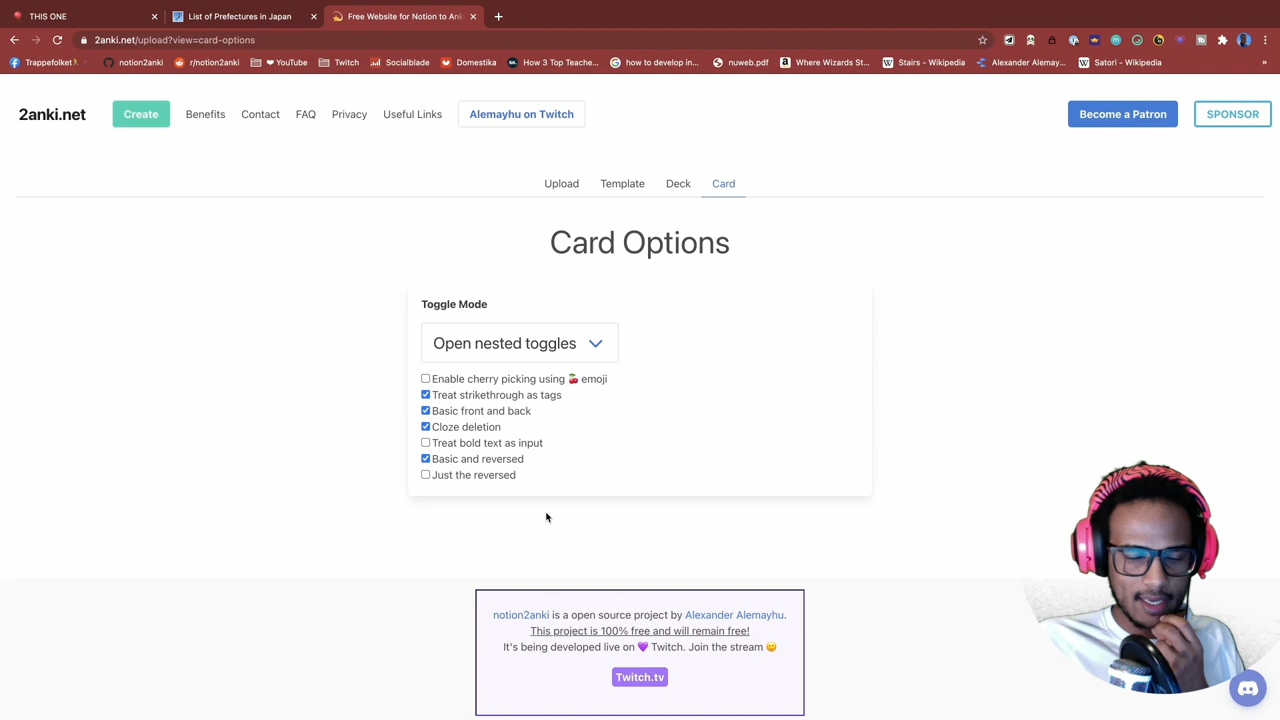 THIS ONE
List of Prefectures in Japan
Free Website for Notion to Ank
2anki.net/upload?view=card-options
Trappefolket
notion2anki
r/notion2anki
❤ YouTube
Twitch
Socialblade
Domestika
How 3 Top Teache...
how to develop in...
nuweb.pdf
Where Wizards St...
Stairs - Wikipedia
Alexander Alemay...
Satori - Wikipedia
»
2anki.net
Create
Benefits
Contact
FAQ
Privacy
Useful Links
Alemayhu on Twitch
Become a Patron
SPONSOR
Upload
Template
Deck
Card
Card Options
Toggle Mode
Open nested toggles
Enable cherry picking using 🍒 emoji
Treat strikethrough as tags
Basic front and back
Cloze deletion
Treat bold text as input
Basic and reversed
Just the reversed
notion2anki is a open source project by Alexander Alemayhu.
This project is 100% free and will remain free!
It's being developed live on 💜 Twitch. Join the stream 😀
Twitch.tv